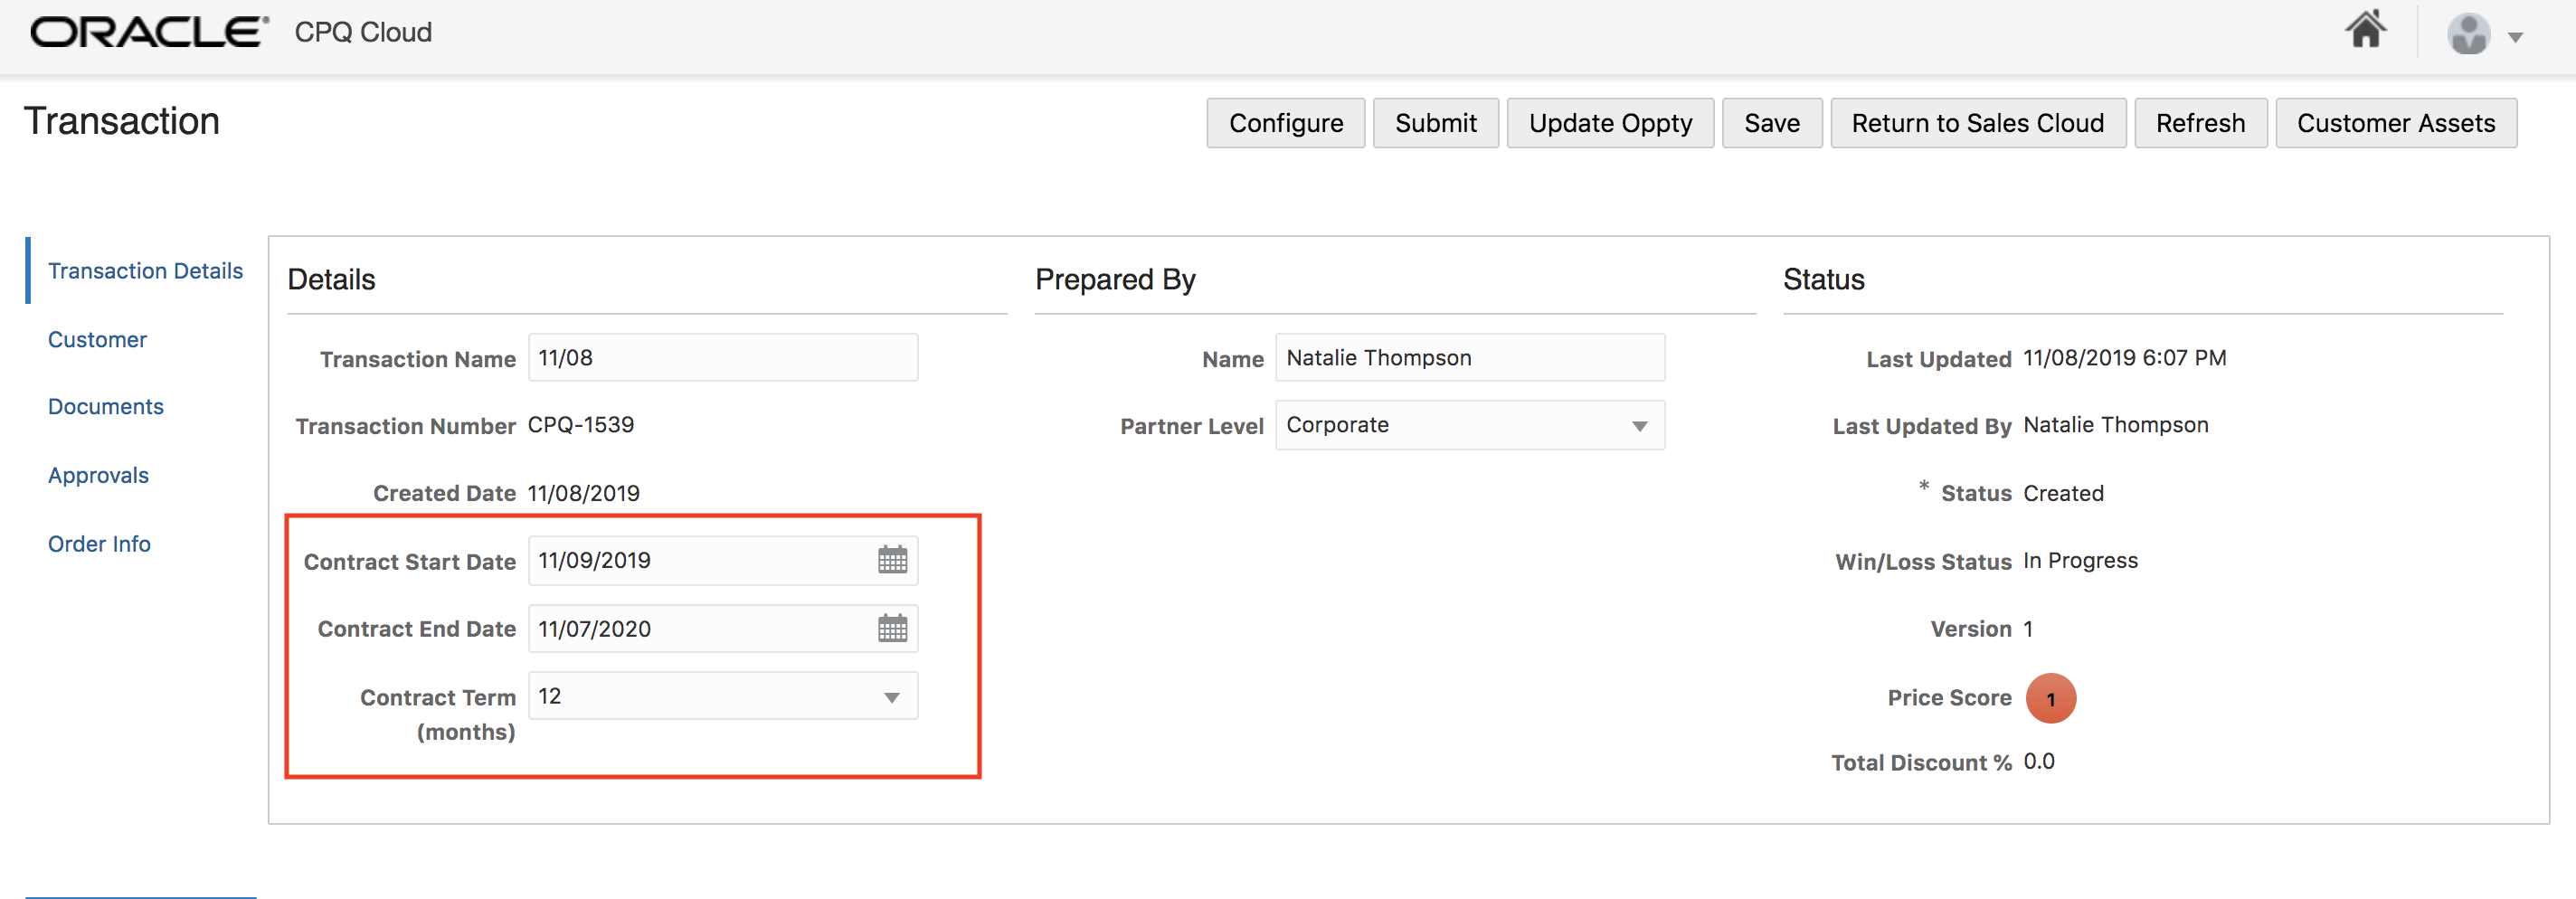 ORACLE® CPQ Cloud
Transaction
Configure Submit Update Oppty Save Return to Sales Cloud Refresh Customer Assets
Transaction Details
Customer
Documents
Approvals
Order Info
Details
Transaction Name 11/08
Transaction Number CPQ-1539
Created Date 11/08/2019
Contract Start Date 11/09/2019
Contract End Date 11/07/2020
Contract Term 12
(months)
Prepared By
Name Natalie Thompson
Partner Level Corporate
Status
Last Updated 11/08/2019 6:07 PM
Last Updated By Natalie Thompson
* Status Created
Win/Loss Status In Progress
Version 1
Price Score 1
Total Discount % 0.0